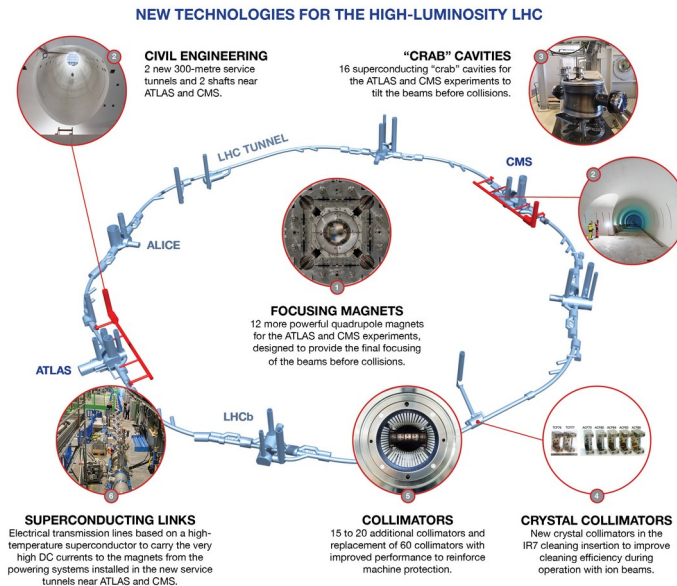 NEW TECHNOLOGIES FOR THE HIGH-LUMINOSITY LHC
2
CIVIL ENGINEERING
2 new 300-metre service
tunnels and 2 shafts near
ATLAS and CMS.
"CRAB" CAVITIES
16 superconducting "crab" cavities for
the ATLAS and CMS experiments to
tilt the beams before collisions.
3
LHC TUNNEL
CMS
2
ALICE
1
FOCUSING MAGNETS
12 more powerful quadrupole magnets
for the ATLAS and CMS experiments,
designed to provide the final focusing
of the beams before collisions.
ATLAS
LHCb
6
SUPERCONDUCTING LINKS
Electrical transmission lines based on a high-
temperature superconductor to carry the very
high DC currents to the magnets from the
powering systems installed in the new service
tunnels near ATLAS and CMS.
5
COLLIMATORS
15 to 20 additional collimators and
replacement of 60 collimators with
improved performance to reinforce
machine protection.
4
CRYSTAL COLLIMATORS
New crystal collimators in the
IR7 cleaning insertion to improve
cleaning efficiency during
operation with ion beams.